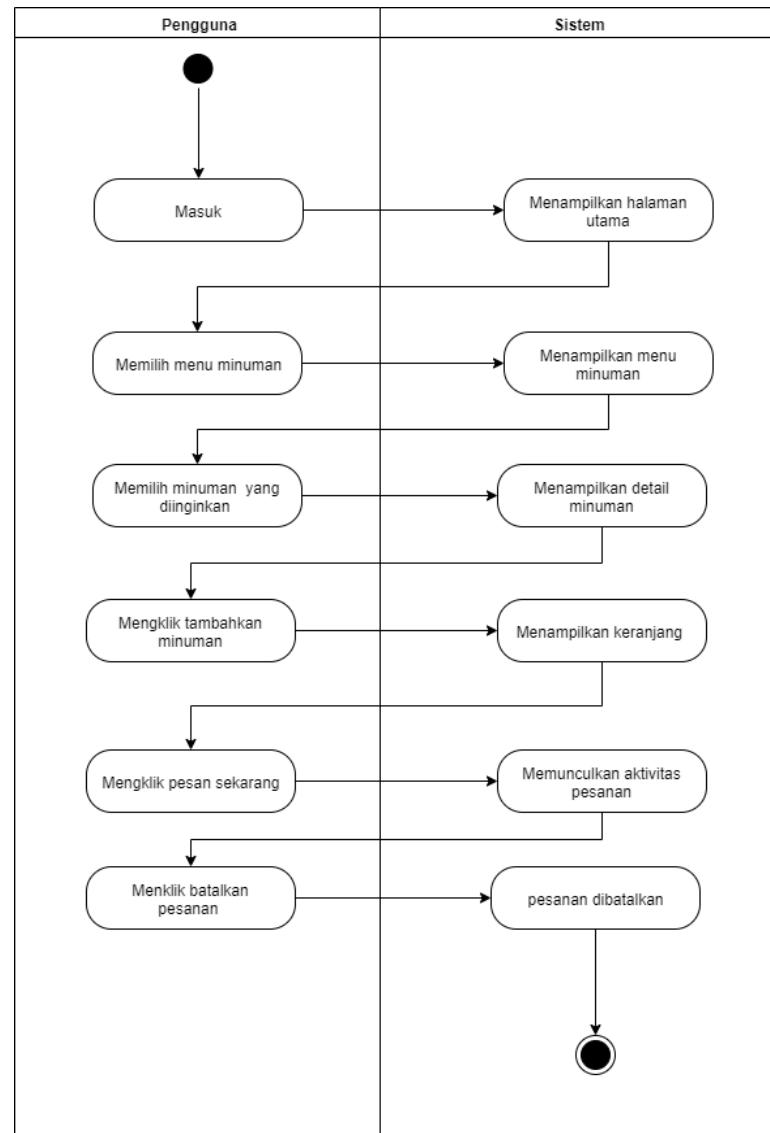 Pengguna
Sistem
Masuk
Menampilkan halaman
utama
Memilih menu minuman
Menampilkan menu
minuman
Memilih minuman yang
diinginkan
Menampilkan detail
minuman
Mengklik tambahkan
minuman
Menampilkan keranjang
Mengklik pesan sekarang
Memunculkan aktivitas
pesanan
Menklik batalkan
pesanan
pesanan dibatalkan